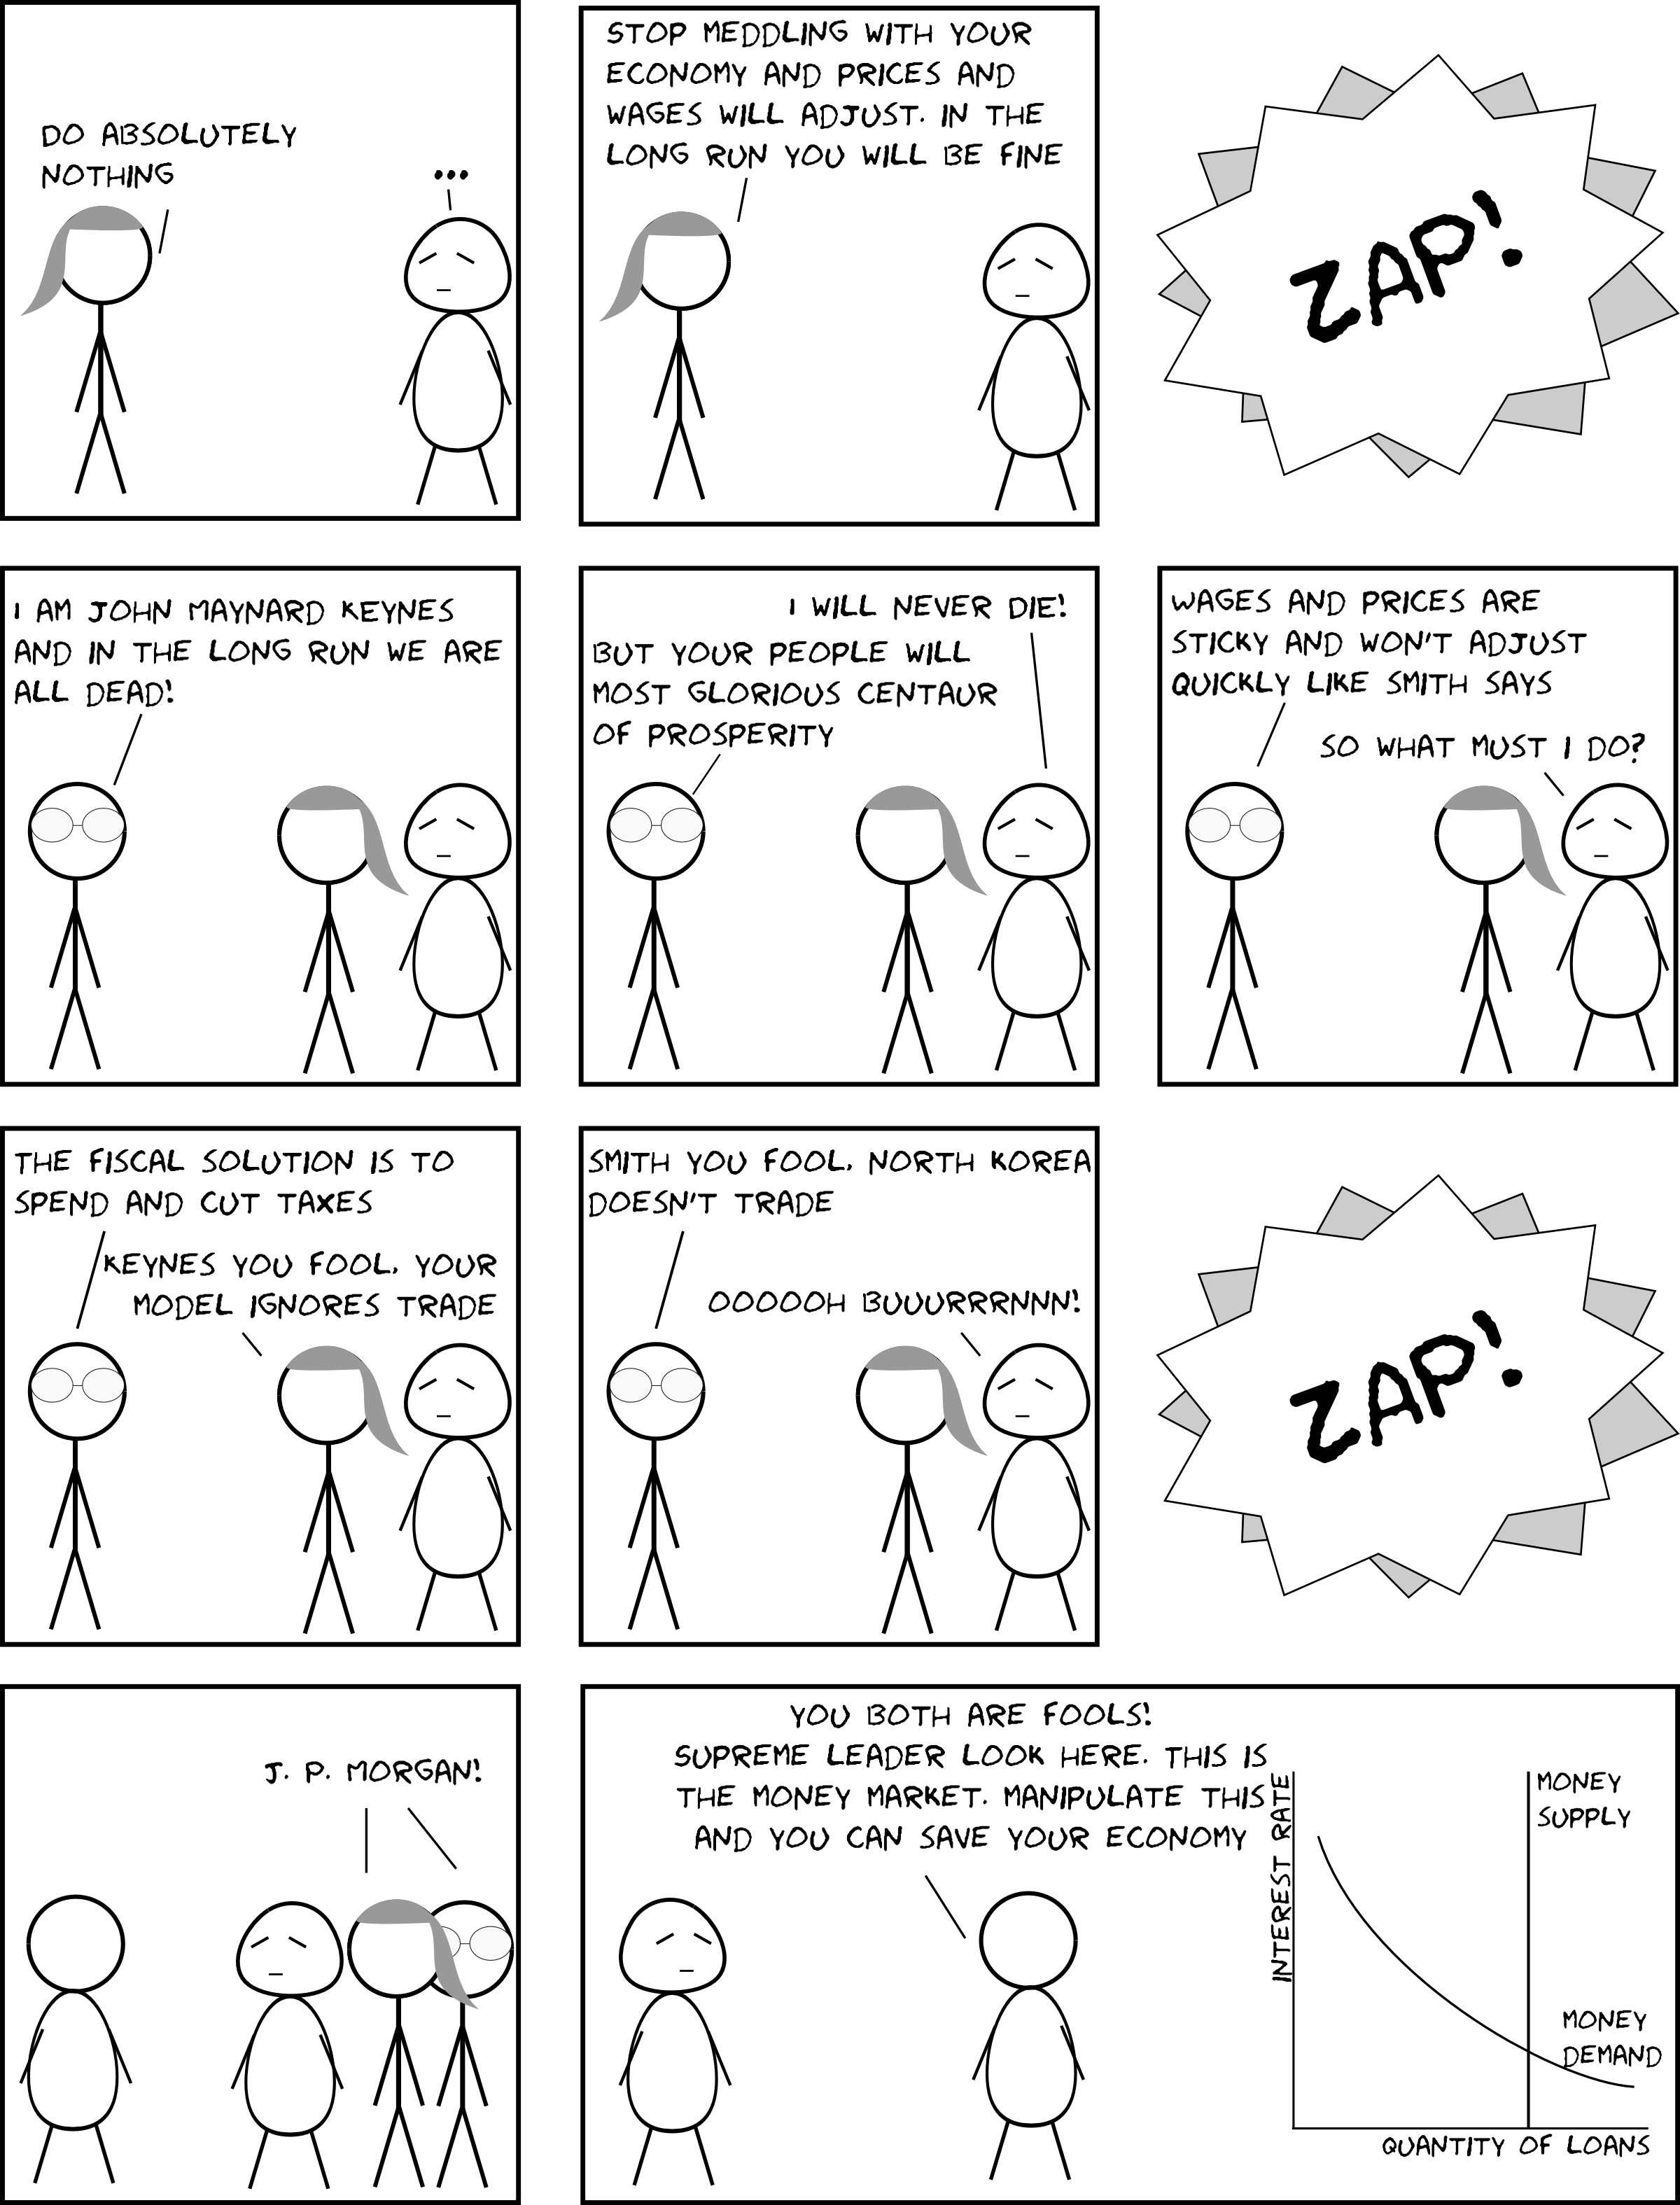 DO ABSOLUTELY
NOTHING
...
STOP MEDDLING WITH YOUR
ECONOMY AND PRICES AND
WAGES WILL ADJUST. IN THE
LONG RUN YOU WILL BE FINE
ZAP!
I AM JOHN MAYNARD KEYNES
AND IN THE LONG RUN WE ARE
ALL DEAD!
I WILL NEVER DIE!
BUT YOUR PEOPLE WILL
MOST GLORIOUS CENTAUR
OF PROSPERITY
WAGES AND PRICES ARE
STICKY AND WON'T ADJUST
QUICKLY LIKE SMITH SAYS
SO WHAT MUST I DO?
THE FISCAL SOLUTION IS TO
SPEND AND CUT TAXES
KEYNES YOU FOOL, YOUR
MODEL IGNORES TRADE
SMITH YOU FOOL, NORTH KOREA
DOESN'T TRADE
OOOOOH BUUURRRNNN!
ZAP!
J. P. MORGAN!
YOU BOTH ARE FOOLS!
SUPREME LEADER LOOK HERE. THIS IS
THE MONEY MARKET. MANIPULATE THIS
AND YOU CAN SAVE YOUR ECONOMY
INTEREST RATE
MONEY
SUPPLY
MONEY
DEMAND
QUANTITY OF LOANS